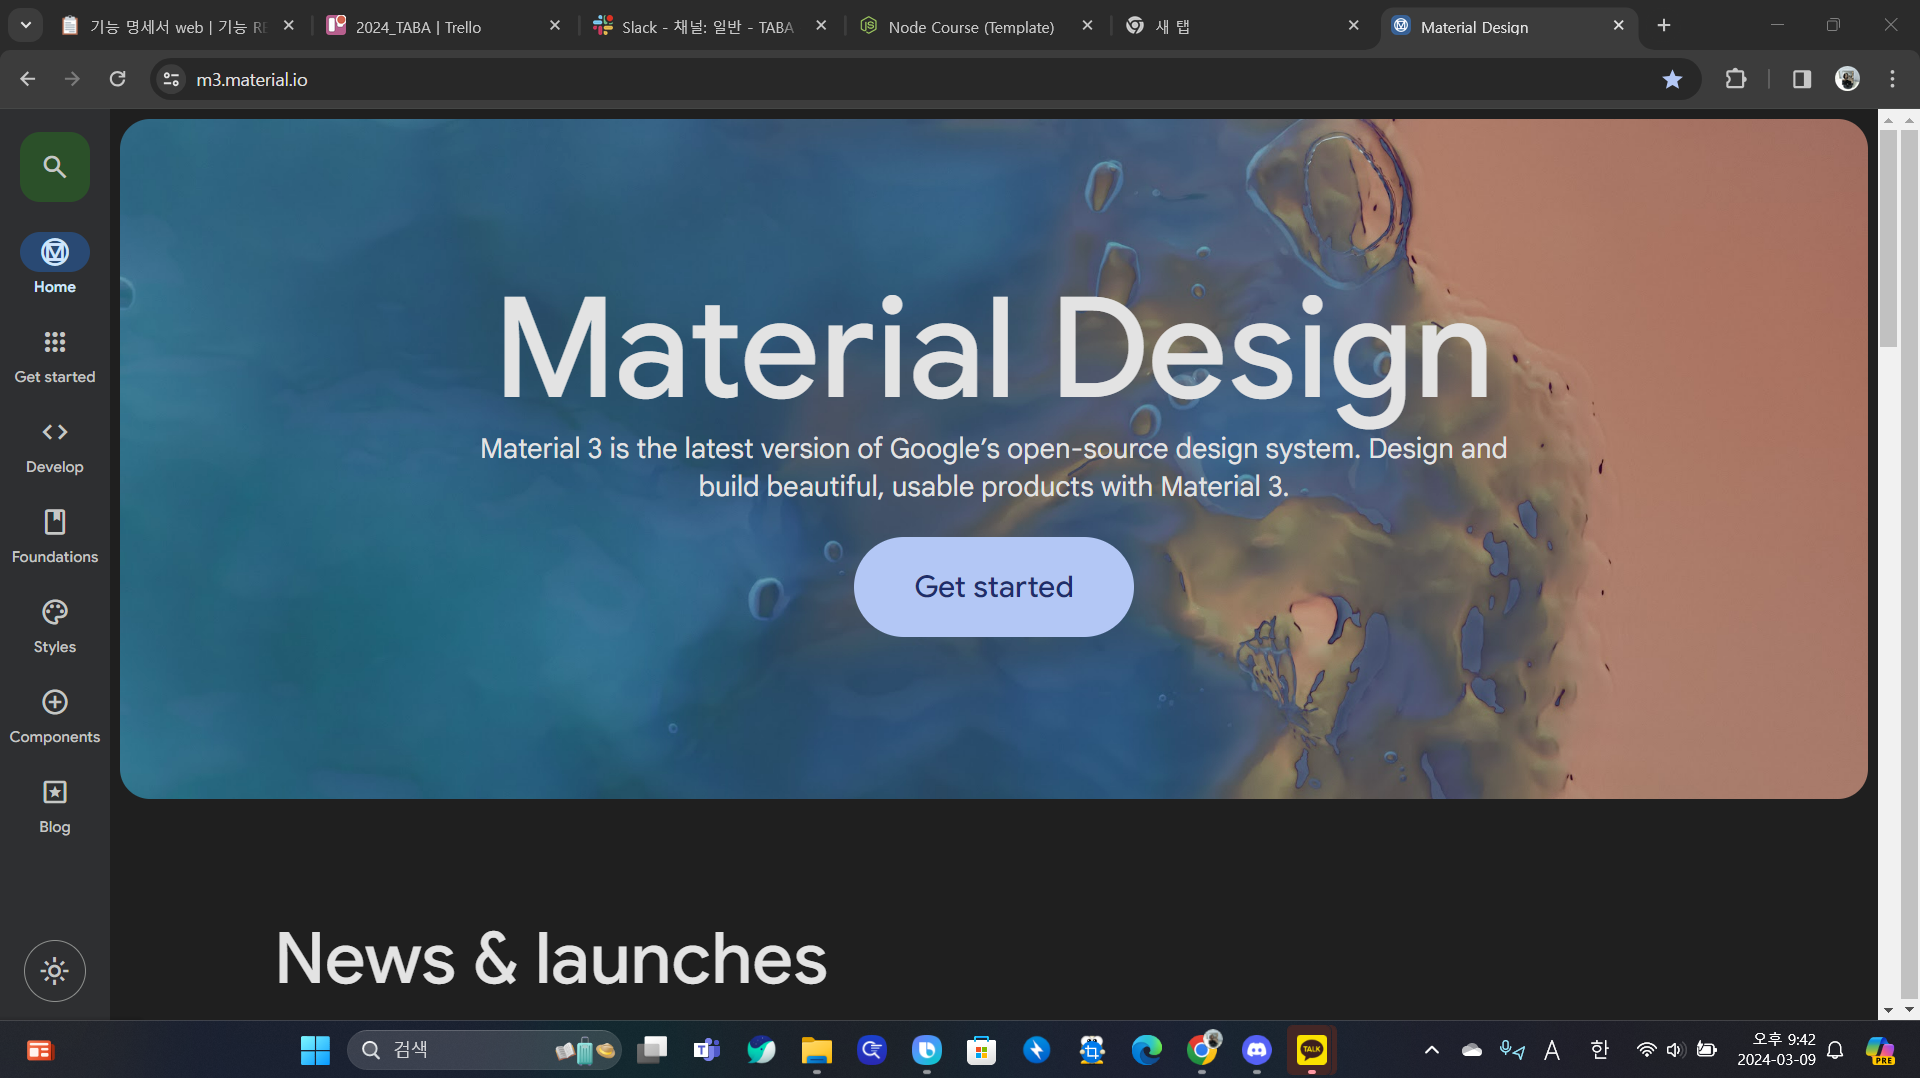 기능 명세서 web | 기능 RE
2024_TABA | Trello
Slack - 채널: 일반 - TABA
Node Course (Template)
새 탭
Material Design
m3.material.io
Home
Get started
Develop
Foundations
Styles
Components
Blog
Material Design
Material 3 is the latest version of Google’s open-source design system. Design and
build beautiful, usable products with Material 3.
Get started
News & launches
검색
TALK
A
한
오후 9:42
2024-03-09
PRE